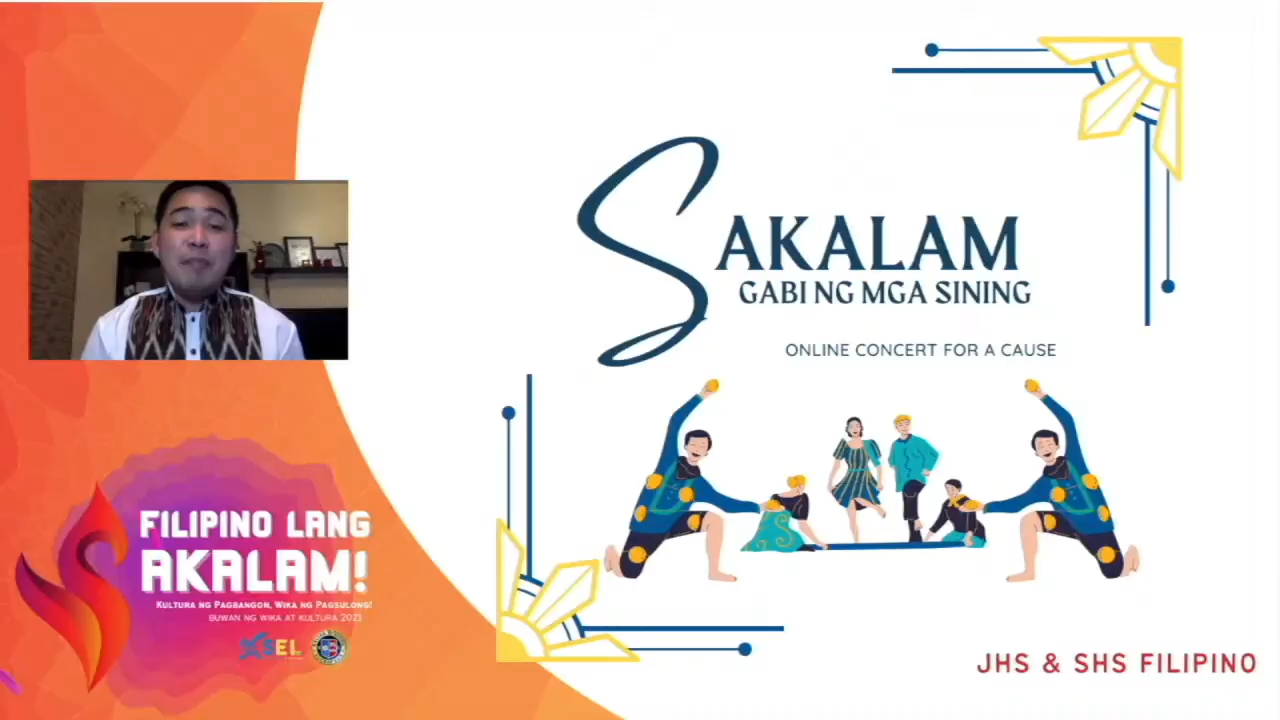 SAKALAM
GABI NG MGA SINING
ONLINE CONCERT FOR A CAUSE
FILIPINO LANG
SAKALAM!
KULTURA NG PAGBANGON, WIKA NG PAGSULONG!
BUWAN NG WIKA AT KULTURA 2021
SEL
JHS & SHS FILIPINO